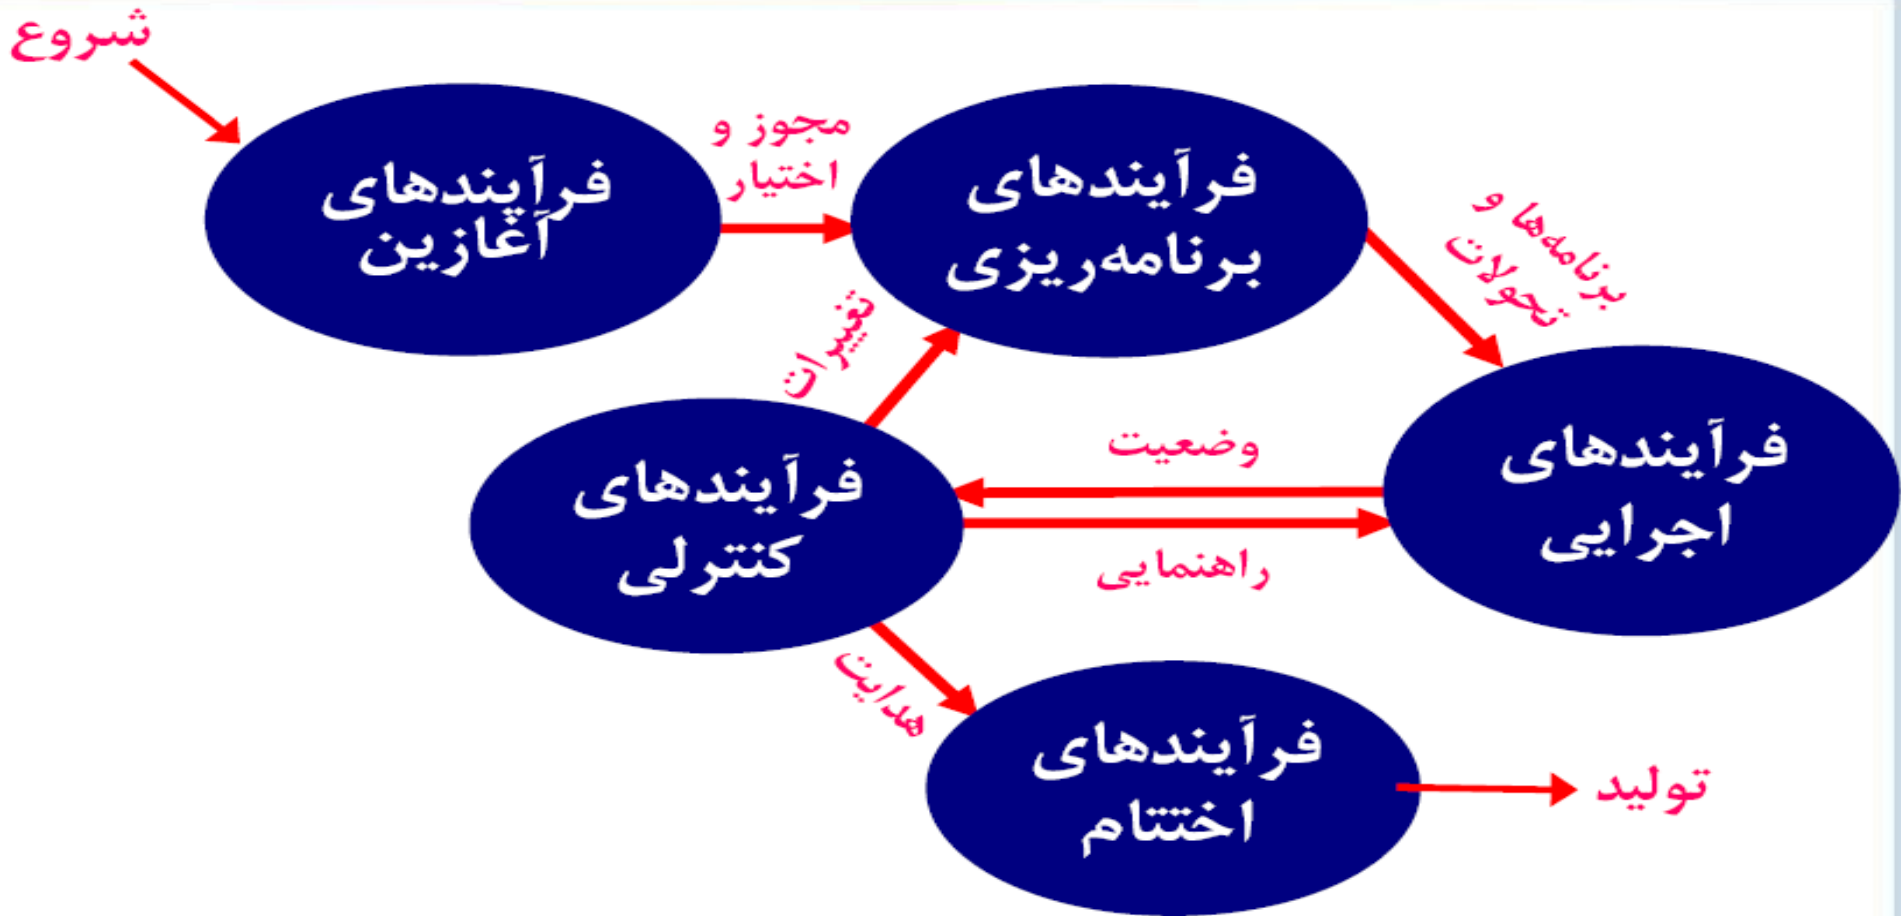 شروع
فرآیندهای
آغازین
مجوز و
اختیار
فرآیندهای
برنامه‌ریزی
برنامه‌ها و
تحولات
تغییرات
فرآیندهای
اجرایی
وضعیت
راهنمایی
فرآیندهای
کنترلی
هدایت
فرآیندهای
اختتام
تولید